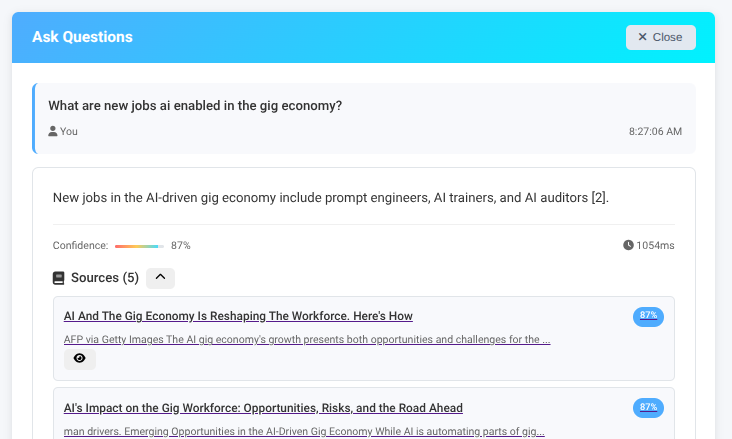 Ask Questions
Close
What are new jobs ai enabled in the gig economy?
You
8:27:06 AM
New jobs in the AI-driven gig economy include prompt engineers, AI trainers, and AI auditors [2].
Confidence: 87%
1054ms
Sources (5)
AI And The Gig Economy Is Reshaping The Workforce. Here's How
87%
AFP via Getty Images The AI gig economy's growth presents both opportunities and challenges for the ...
AI's Impact on the Gig Workforce: Opportunities, Risks, and the Road Ahead
87%
man drivers. Emerging Opportunities in the AI-Driven Gig Economy While AI is automating parts of gig...